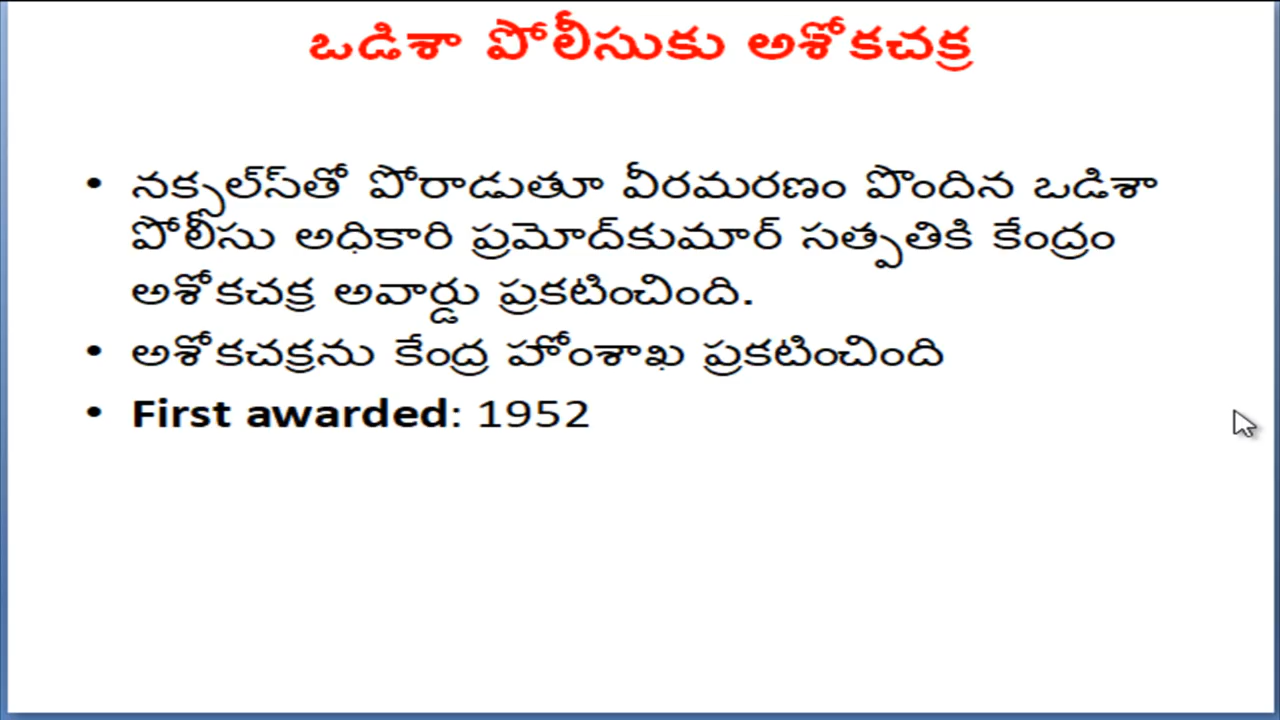 ఒడిశా పోలీసుకు అశోకచక్ర
• నక్సల్స్‌తో పోరాడుతూ వీరమరణం పొందిన ఒడిశా
పోలీసు అధికారి ప్రమోద్‌కుమార్ సత్పతికి కేంద్రం
అశోకచక్ర అవార్డు ప్రకటించింది.
• అశోకచక్రను కేంద్ర హోంశాఖ ప్రకటించింది
• First awarded: 1952